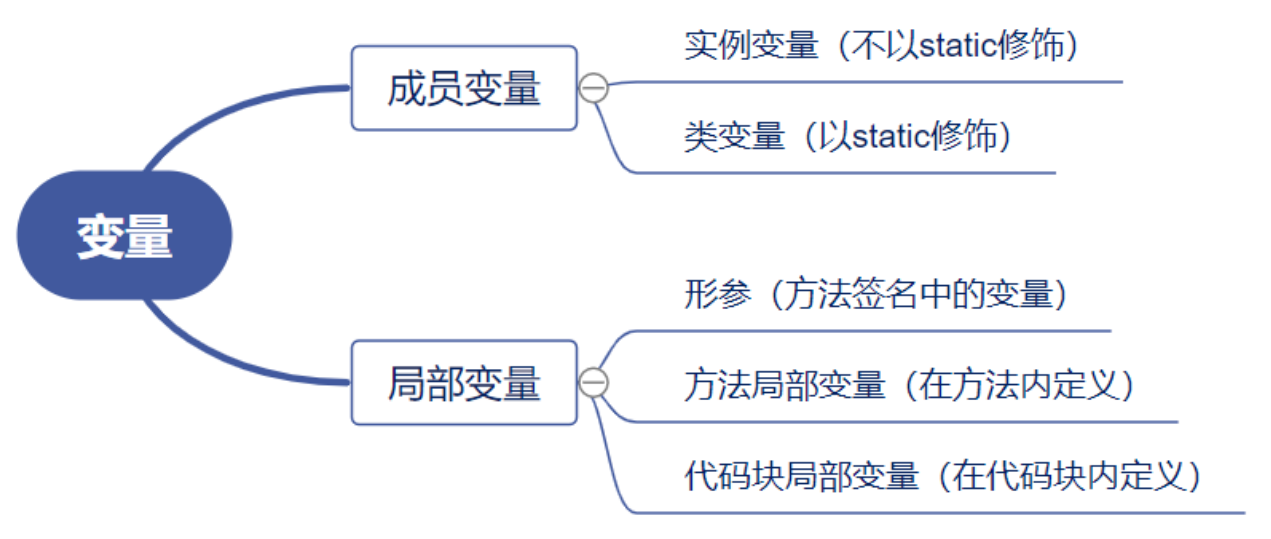 变量
成员变量
实例变量（不以static修饰）
类变量（以static修饰）
局部变量
形参（方法签名中的变量）
方法局部变量（在方法内定义）
代码块局部变量（在代码块内定义）